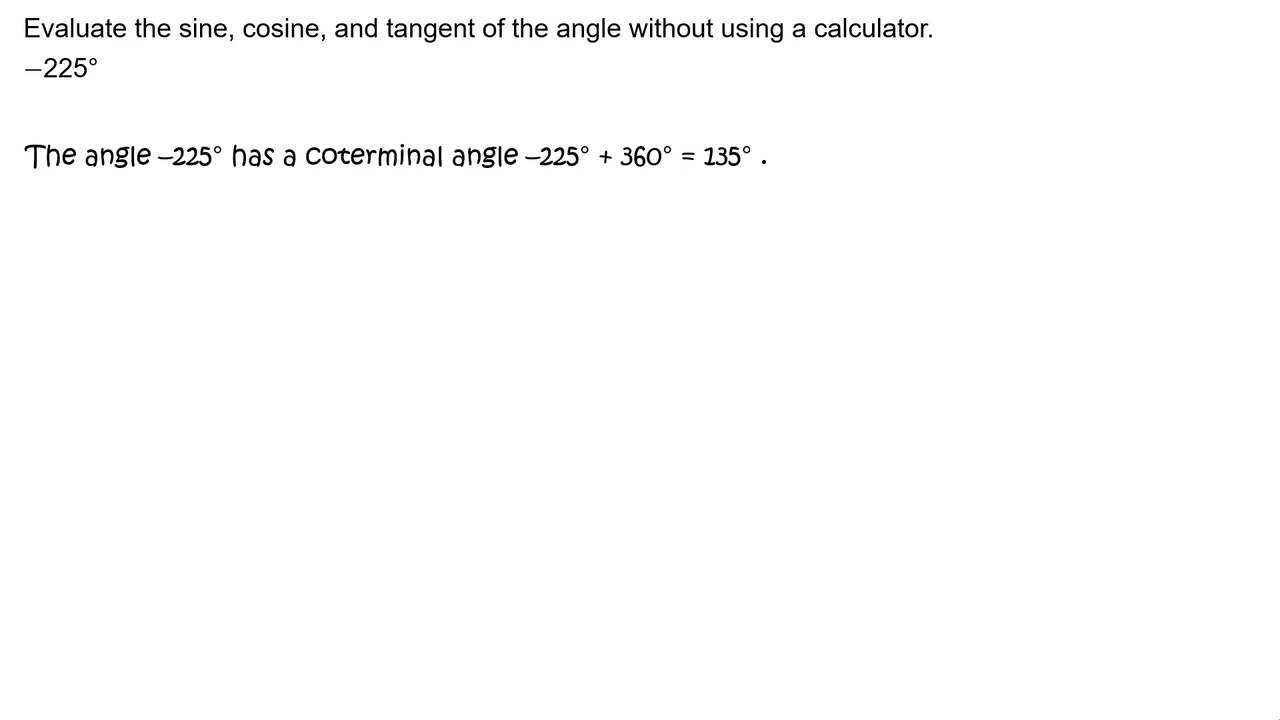 Evaluate the sine, cosine, and tangent of the angle without using a calculator.
−225°
The angle −225° has a coterminal angle −225° + 360° = 135° .